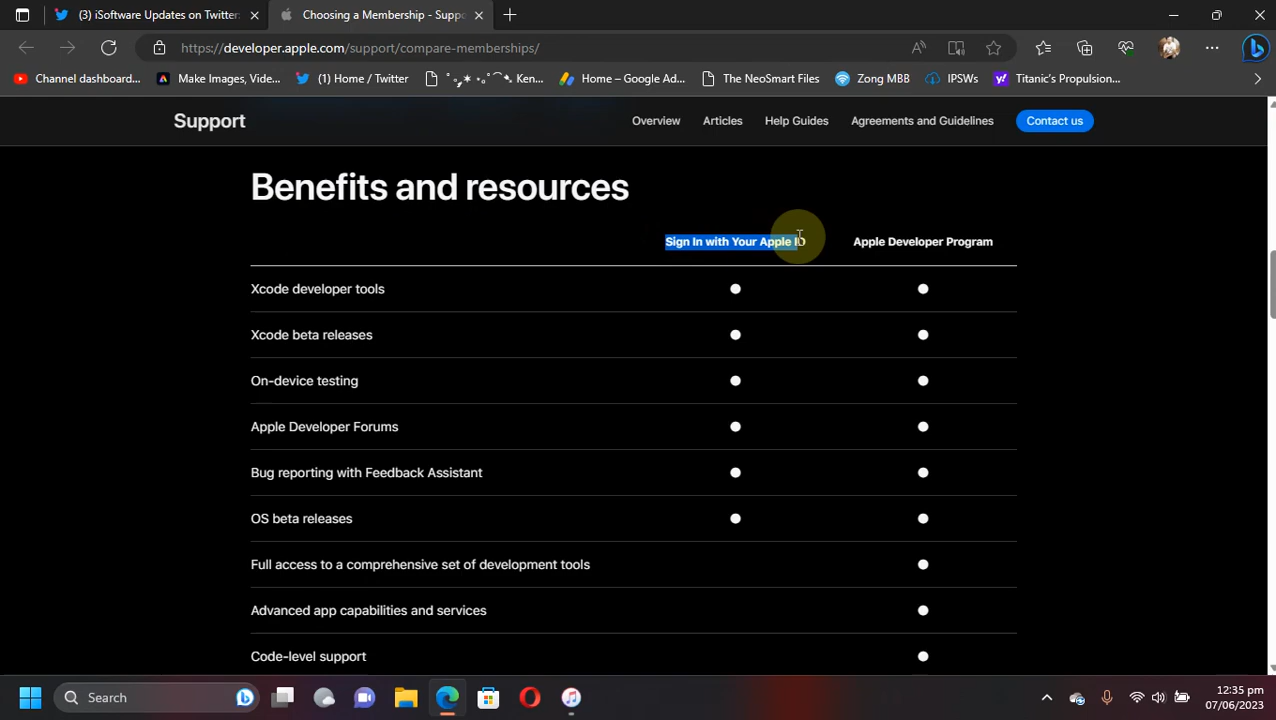 (3) iSoftware Updates on Twitter:
Choosing a Membership - Suppo
https://developer.apple.com/support/compare-memberships/
Channel dashboard...
Make Images, Vide...
(1) Home / Twitter
Ken...
Home – Google Ad...
The NeoSmart Files
Zong MBB
IPSWs
Titanic's Propulsion...
Support
Overview
Articles
Help Guides
Agreements and Guidelines
Contact us
Benefits and resources
Sign In with Your Apple ID
Apple Developer Program
Xcode developer tools
Xcode beta releases
On-device testing
Apple Developer Forums
Bug reporting with Feedback Assistant
OS beta releases
Full access to a comprehensive set of development tools
Advanced app capabilities and services
Code-level support
Search
12:35 pm
07/06/2023